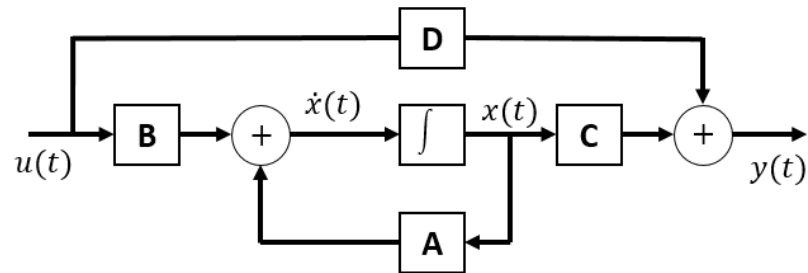 D
ẋ(t) x(t)
B + ∫ C +
u(t) y(t)
A